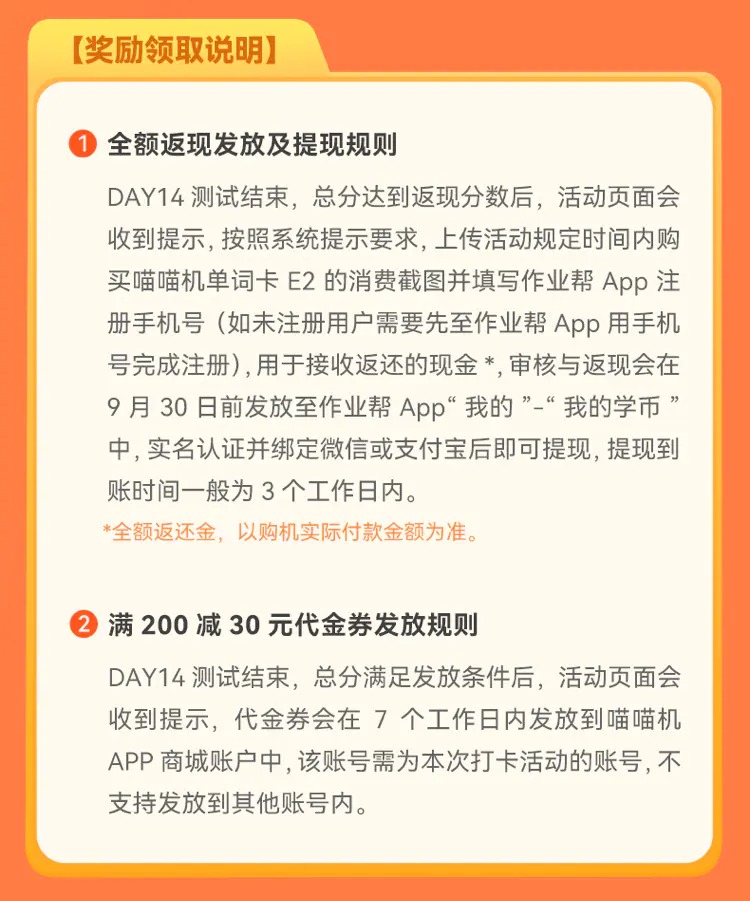 【奖励领取说明】
1 全额返现发放及提现规则
DAY14 测试结束，总分达到返现分数后，活动页面会
收到提示，按照系统提示要求，上传活动规定时间内购
买喵喵机单词卡 E2 的消费截图并填写作业帮 App 注
册手机号（如未注册用户需要先至作业帮 App 用手机
号完成注册），用于接收返还的现金 *，审核与返现会在
9 月 30 日前发放至作业帮 App“ 我的 ”-“ 我的学币 ”
中，实名认证并绑定微信或支付宝后即可提现，提现到
账时间一般为 3 个工作日内。
*全额返还金，以购机实际付款金额为准。
2 满 200 减 30 元代金券发放规则
DAY14 测试结束，总分满足发放条件后，活动页面会
收到提示，代金券会在 7 个工作日内发放到喵喵机
APP 商城账户中，该账号需为本次打卡活动的账号，不
支持发放到其他账号内。